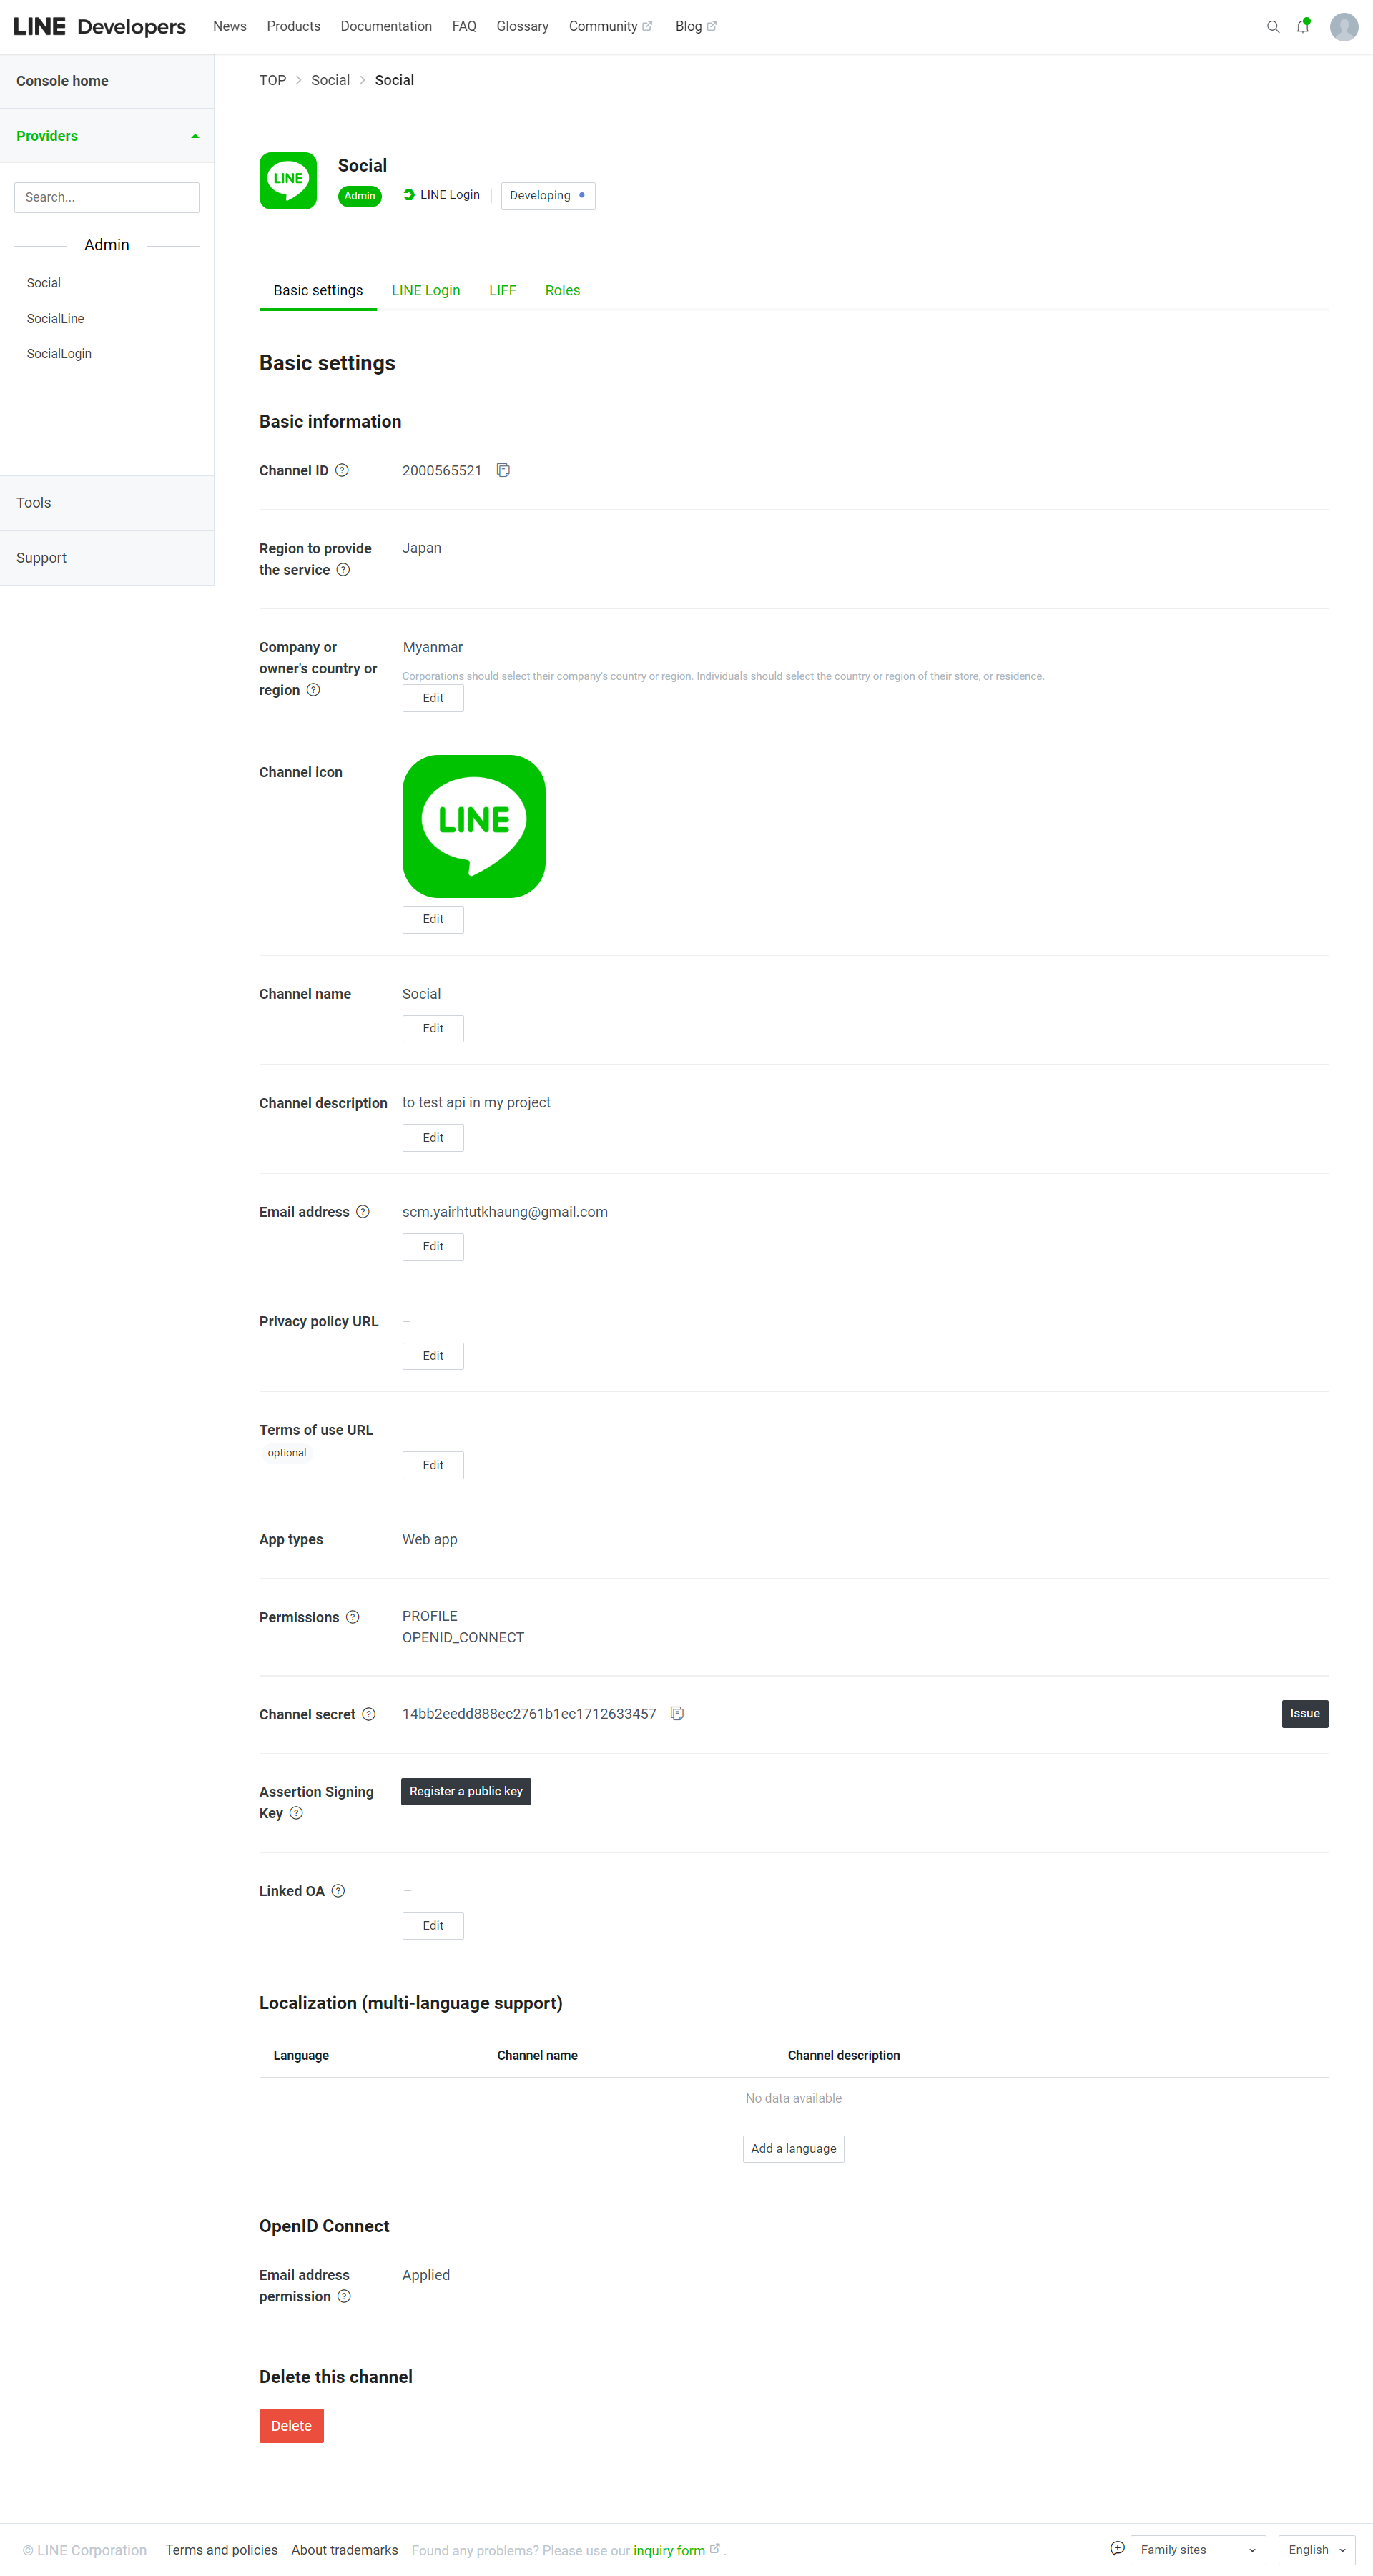 LINE Developers News Products Documentation FAQ Glossary Community Blog
Console home
Providers
Search...
Admin
Social
SocialLine
SocialLogin
Tools
Support
TOP > Social > Social
LINE
Social
Admin | LINE Login | Developing
Basic settings LINE Login LIFF Roles
Basic settings
Basic information
Channel ID ? 2000565521
Region to provide Japan
the service ?
Company or Myanmar
owner's country or
region ?
Corporations should select their company's country or region. Individuals should select the country or region of their store, or residence.
Edit
Channel icon
LINE
Edit
Channel name Social
Edit
Channel description to test api in my project
Edit
Email address ? scm.yairhtutkhaung@gmail.com
Edit
Privacy policy URL –
Edit
Terms of use URL
optional
Edit
App types Web app
Permissions ? PROFILE
OPENID_CONNECT
Channel secret ? 14bb2eedd888ec2761b1ec1712633457 Issue
Assertion Signing Register a public key
Key ?
Linked OA ? –
Edit
Localization (multi-language support)
Language Channel name Channel description
No data available
Add a language
OpenID Connect
Email address Applied
permission ?
Delete this channel
Delete
© LINE Corporation Terms and policies About trademarks Found any problems? Please use our inquiry form . Family sites English